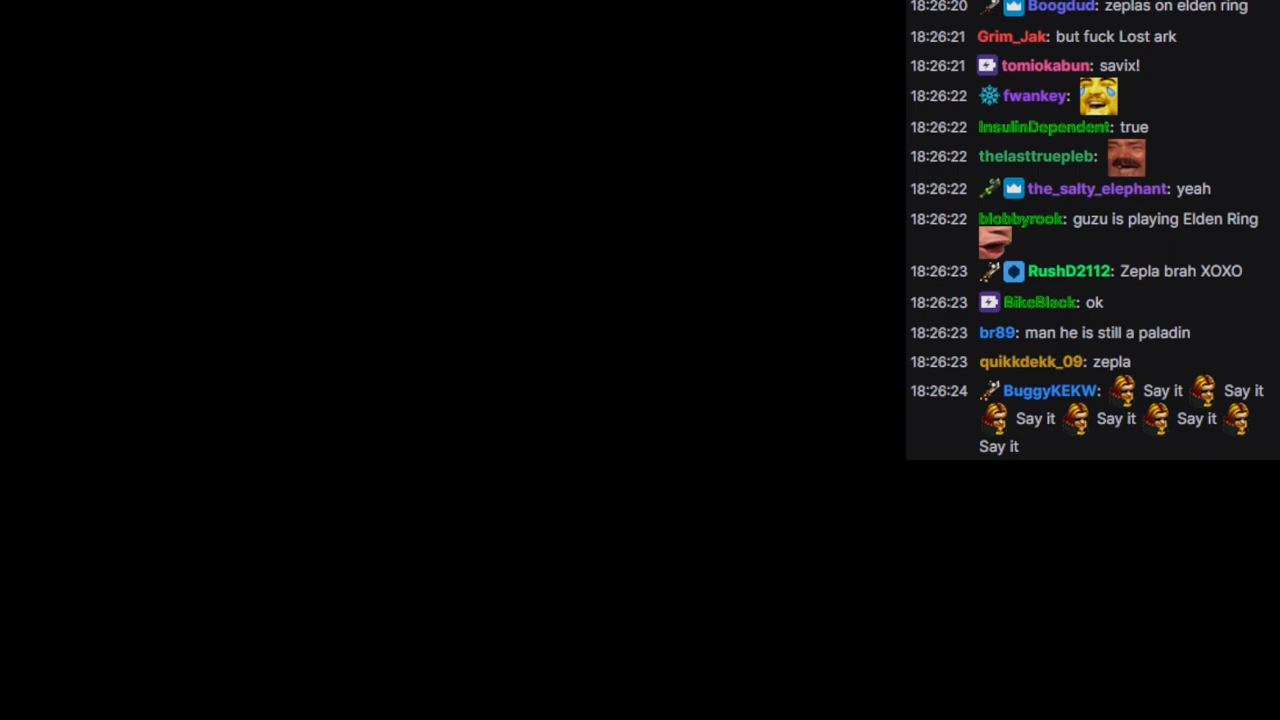 18:26:20 Boogdud: zeplas on elden ring
18:26:21 Grim_Jak: but fuck Lost ark
18:26:21 tomiokabun: savix!
18:26:22 fwankey:
18:26:22 InsulinDependent: true
18:26:22 thelasttruepleb:
18:26:22 the_salty_elephant: yeah
18:26:22 blobbyrook: guzu is playing Elden Ring
18:26:23 RushD2112: Zepla brah XOXO
18:26:23 BikeBlack: ok
18:26:23 br89: man he is still a paladin
18:26:23 quikkdekk_09: zepla
18:26:24 BuggyKEKW: Say it Say it
Say it Say it Say it
Say it